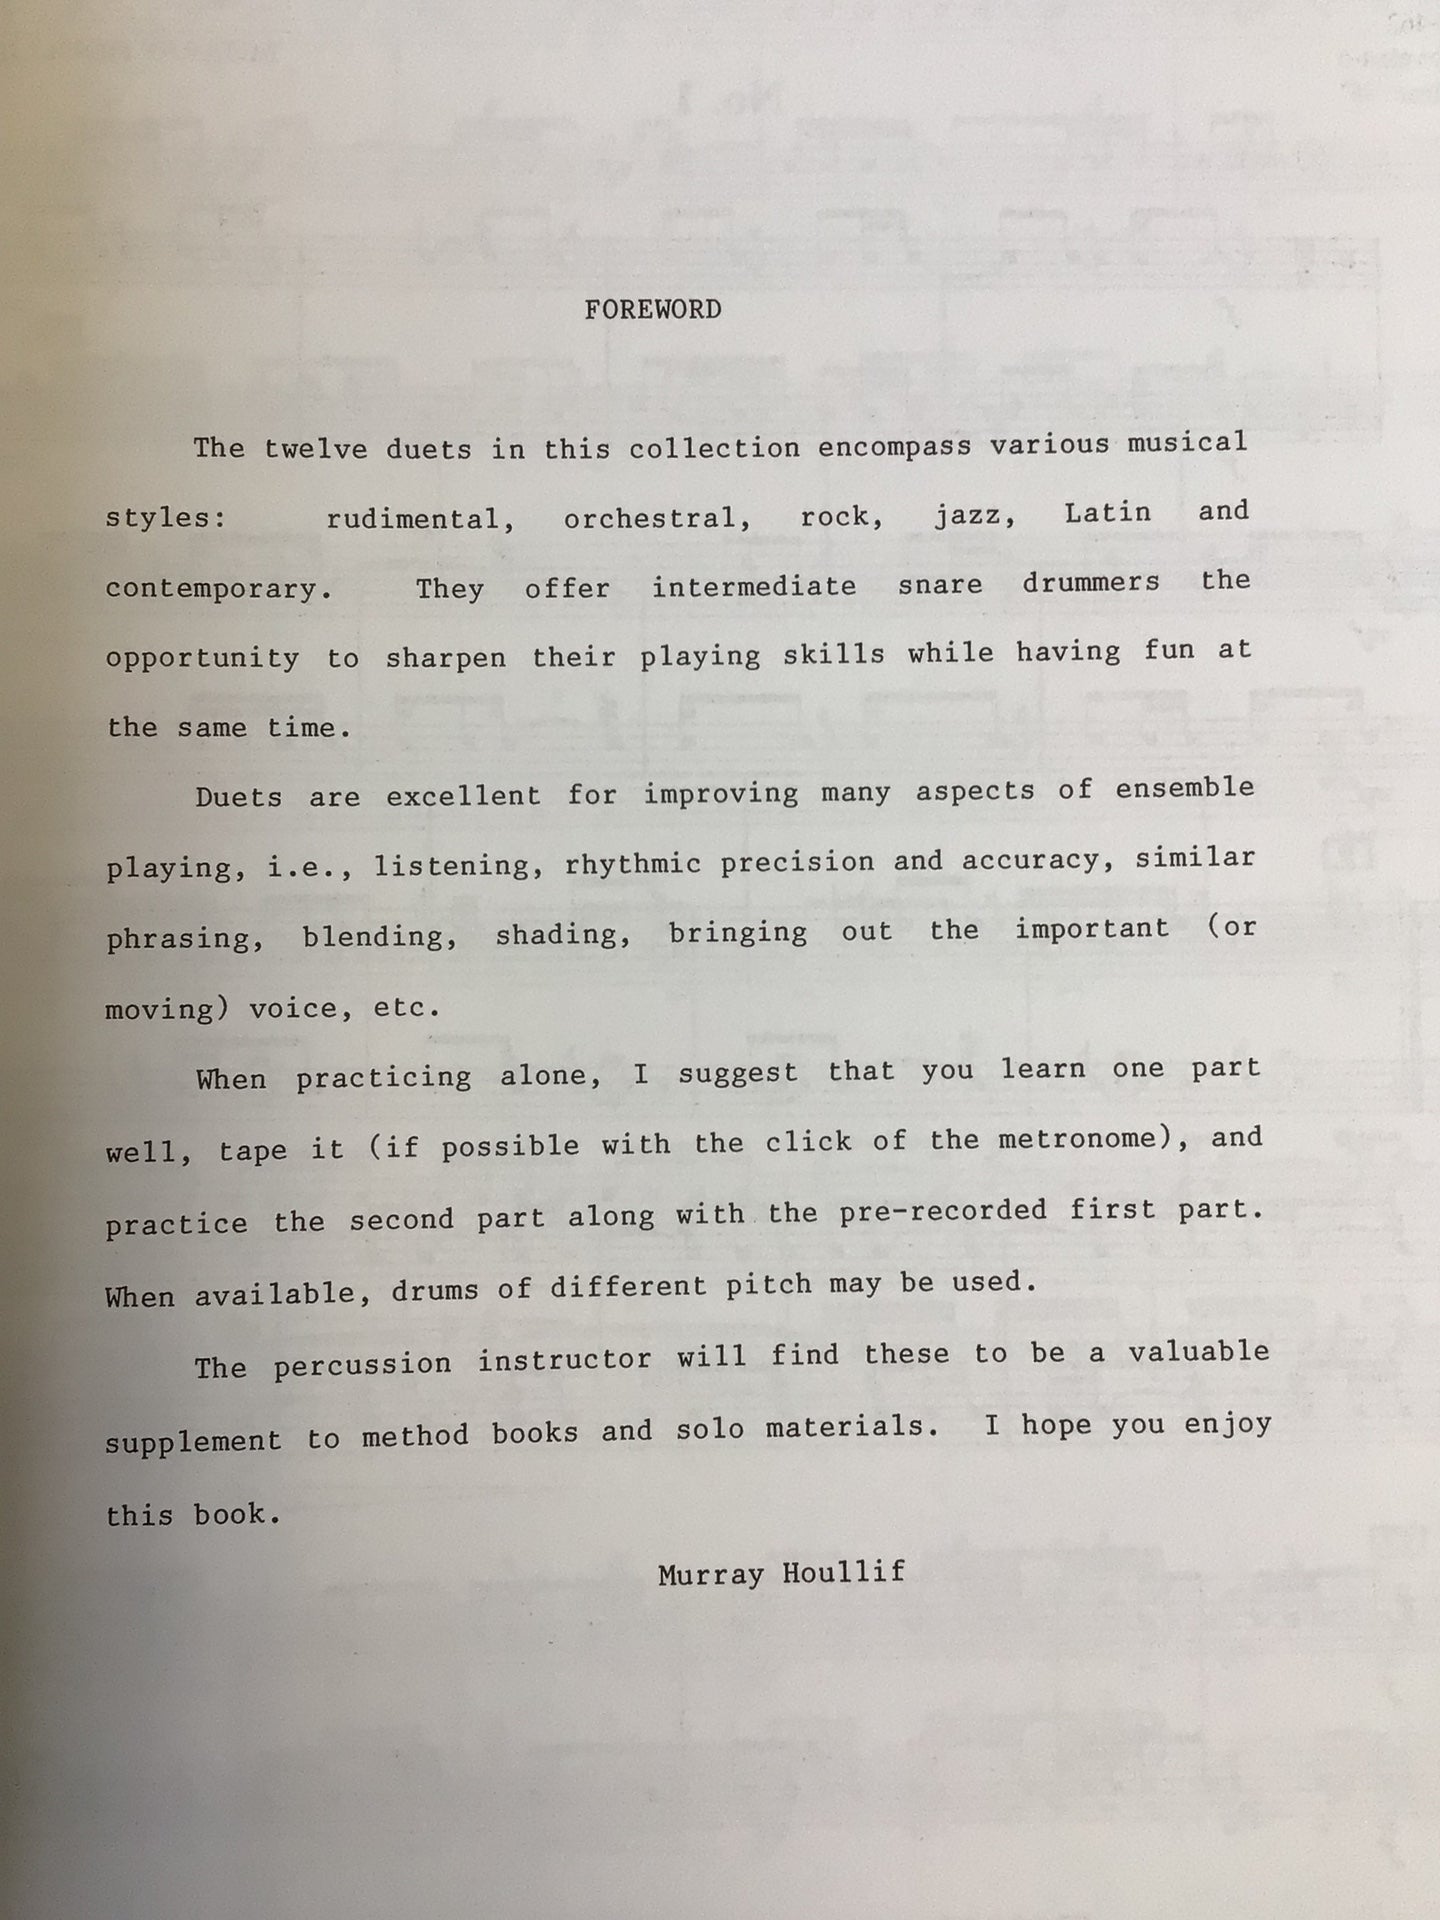 FOREWORD
The twelve duets in this collection encompass various musical
styles: rudimental, orchestral, rock, jazz, Latin and
contemporary. They offer intermediate snare drummers the
opportunity to sharpen their playing skills while having fun at
the same time.
Duets are excellent for improving many aspects of ensemble
playing, i.e., listening, rhythmic precision and accuracy, similar
phrasing, blending, shading, bringing out the important (or
moving) voice, etc.
When practicing alone, I suggest that you learn one part
well, tape it (if possible with the click of the metronome), and
practice the second part along with the pre-recorded first part.
When available, drums of different pitch may be used.
The percussion instructor will find these to be a valuable
supplement to method books and solo materials. I hope you enjoy
this book.
Murray Houllif